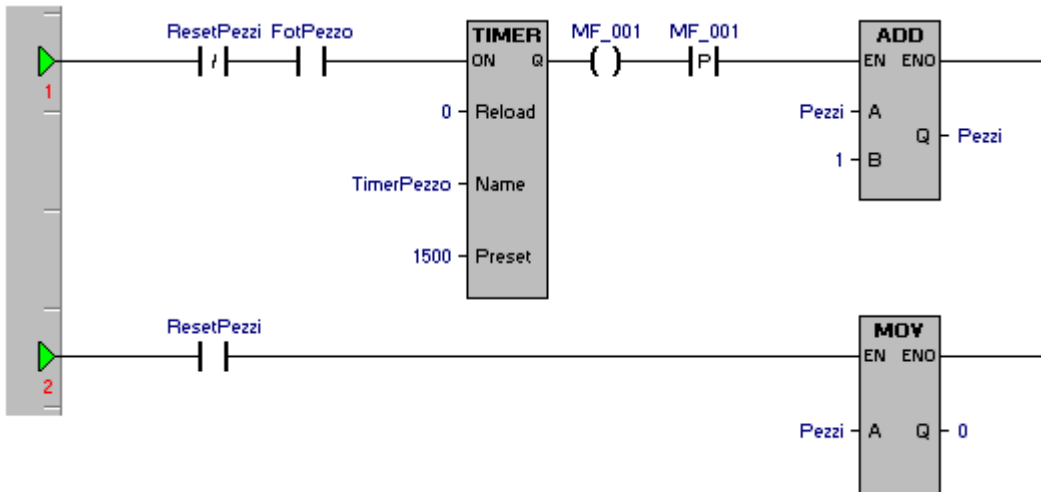 ResetPezzi FotPezzo TIMER MF_001 MF_001 ADD
/ ON Q ( ) P EN ENO
1
0 Reload Pezzi A
Q Pezzi
1 B
TimerPezzo Name
1500 Preset
ResetPezzi MOV
EN ENO
2
Pezzi A Q 0